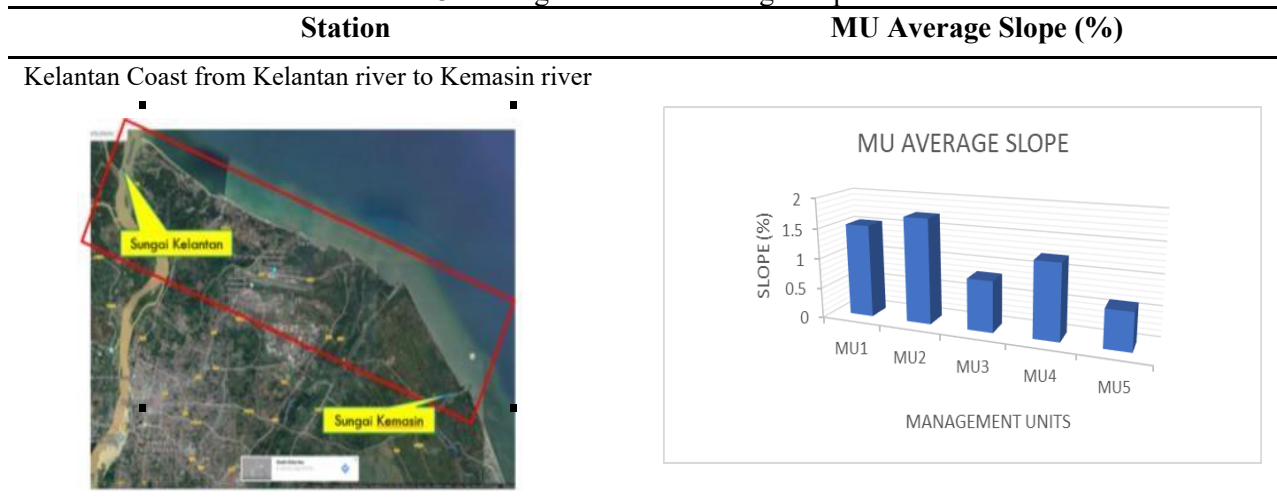 Station
MU Average Slope (%)
Kelantan Coast from Kelantan river to Kemasin river
Sungai Kelantan
Sungai Kemasin
MU AVERAGE SLOPE
SLOPE (%)
2
1.5
1
0.5
0
MU1
MU2
MU3
MU4
MU5
MANAGEMENT UNITS